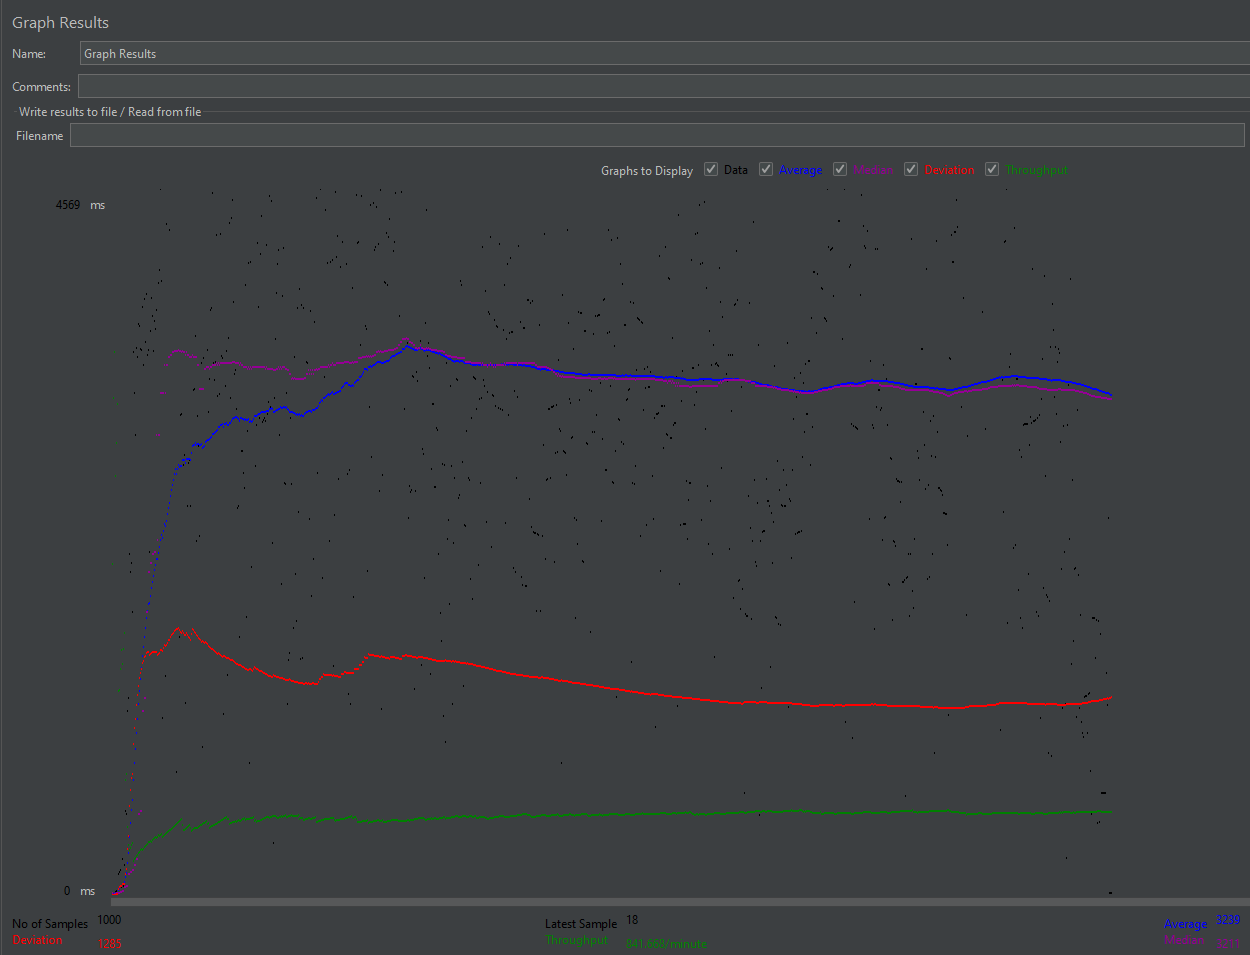 Graph Results
Name: Graph Results
Comments:
Write results to file / Read from file
Filename
Graphs to Display Data Average Median Deviation Throughput
4569 ms
0 ms
No of Samples 1000 Latest Sample 18 Average 3239
Deviation 1285 Throughput 841.668/minute Median